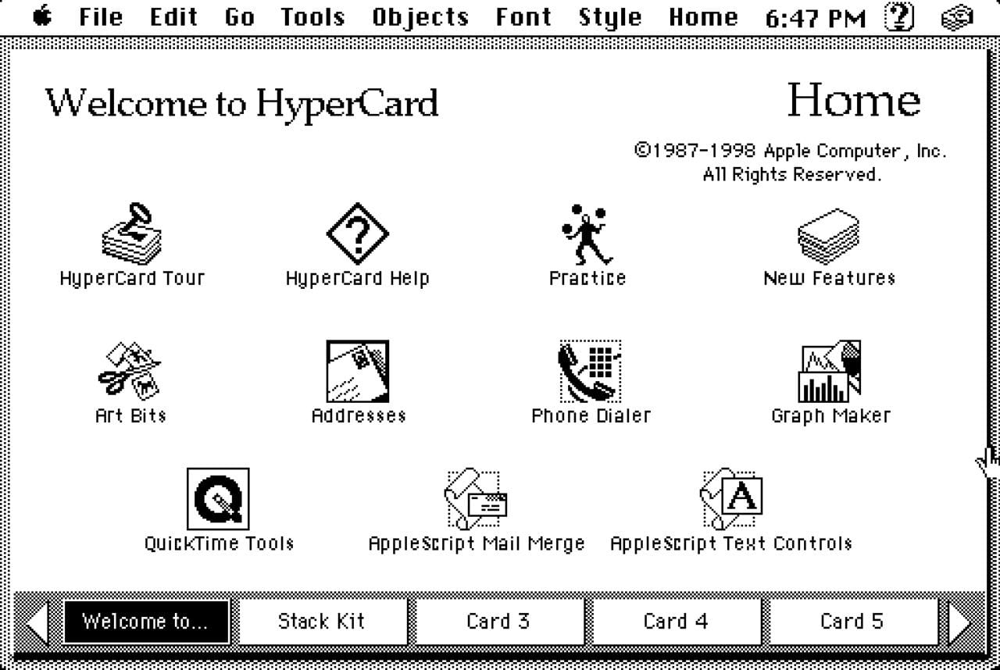 File Edit Go Tools Objects Font Style Home 6:47 PM ?
Welcome to HyperCard
Home
©1987-1998 Apple Computer, Inc.
All Rights Reserved.
?
HyperCard Tour HyperCard Help Practice New Features
Art Bits Addresses Phone Dialer Graph Maker
A
QuickTime Tools AppleScript Mail Merge AppleScript Text Controls
Welcome to... Stack Kit Card 3 Card 4 Card 5